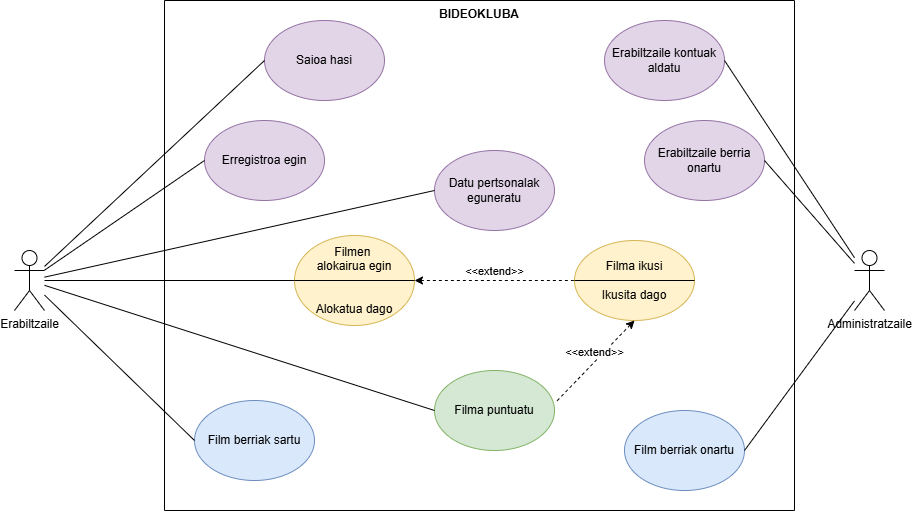 BIDEOKLUBA
Saioa hasi
Erabiltzaile kontuak
aldatu
Erregistroa egin
Erabiltzaile berria
onartu
Datu pertsonalak
eguneratu
Filmen
alokairua egin
Alokatua dago
<<extend>>
Filma ikusi
Ikusita dago
Erabiltzaile
Administratzaile
<<extend>>
Filma puntuatu
Film berriak sartu
Film berriak onartu